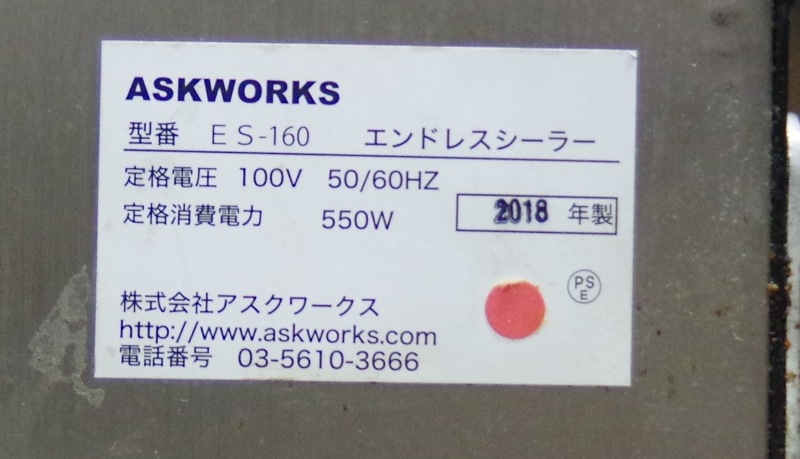 ASKWORKS
型番 ES-160 エンドレスシーラー
定格電圧 100V 50/60HZ
定格消費電力 550W 2018 年製
PS
E
株式会社アスクワークス
http://www.askworks.com
電話番号 03-5610-3666